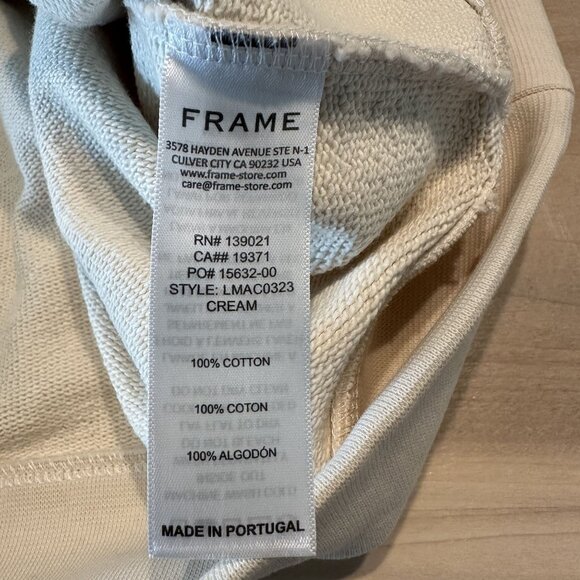 FRAME
3578 HAYDEN AVENUE STE N-1
CULVER CITY CA 90232 USA
www.frame-store.com
care@frame-store.com
RN# 139021
CA## 19371
PO# 15632-00
STYLE: LMAC0323
CREAM
100% COTTON
100% COTON
100% ALGODÓN
MADE IN PORTUGAL